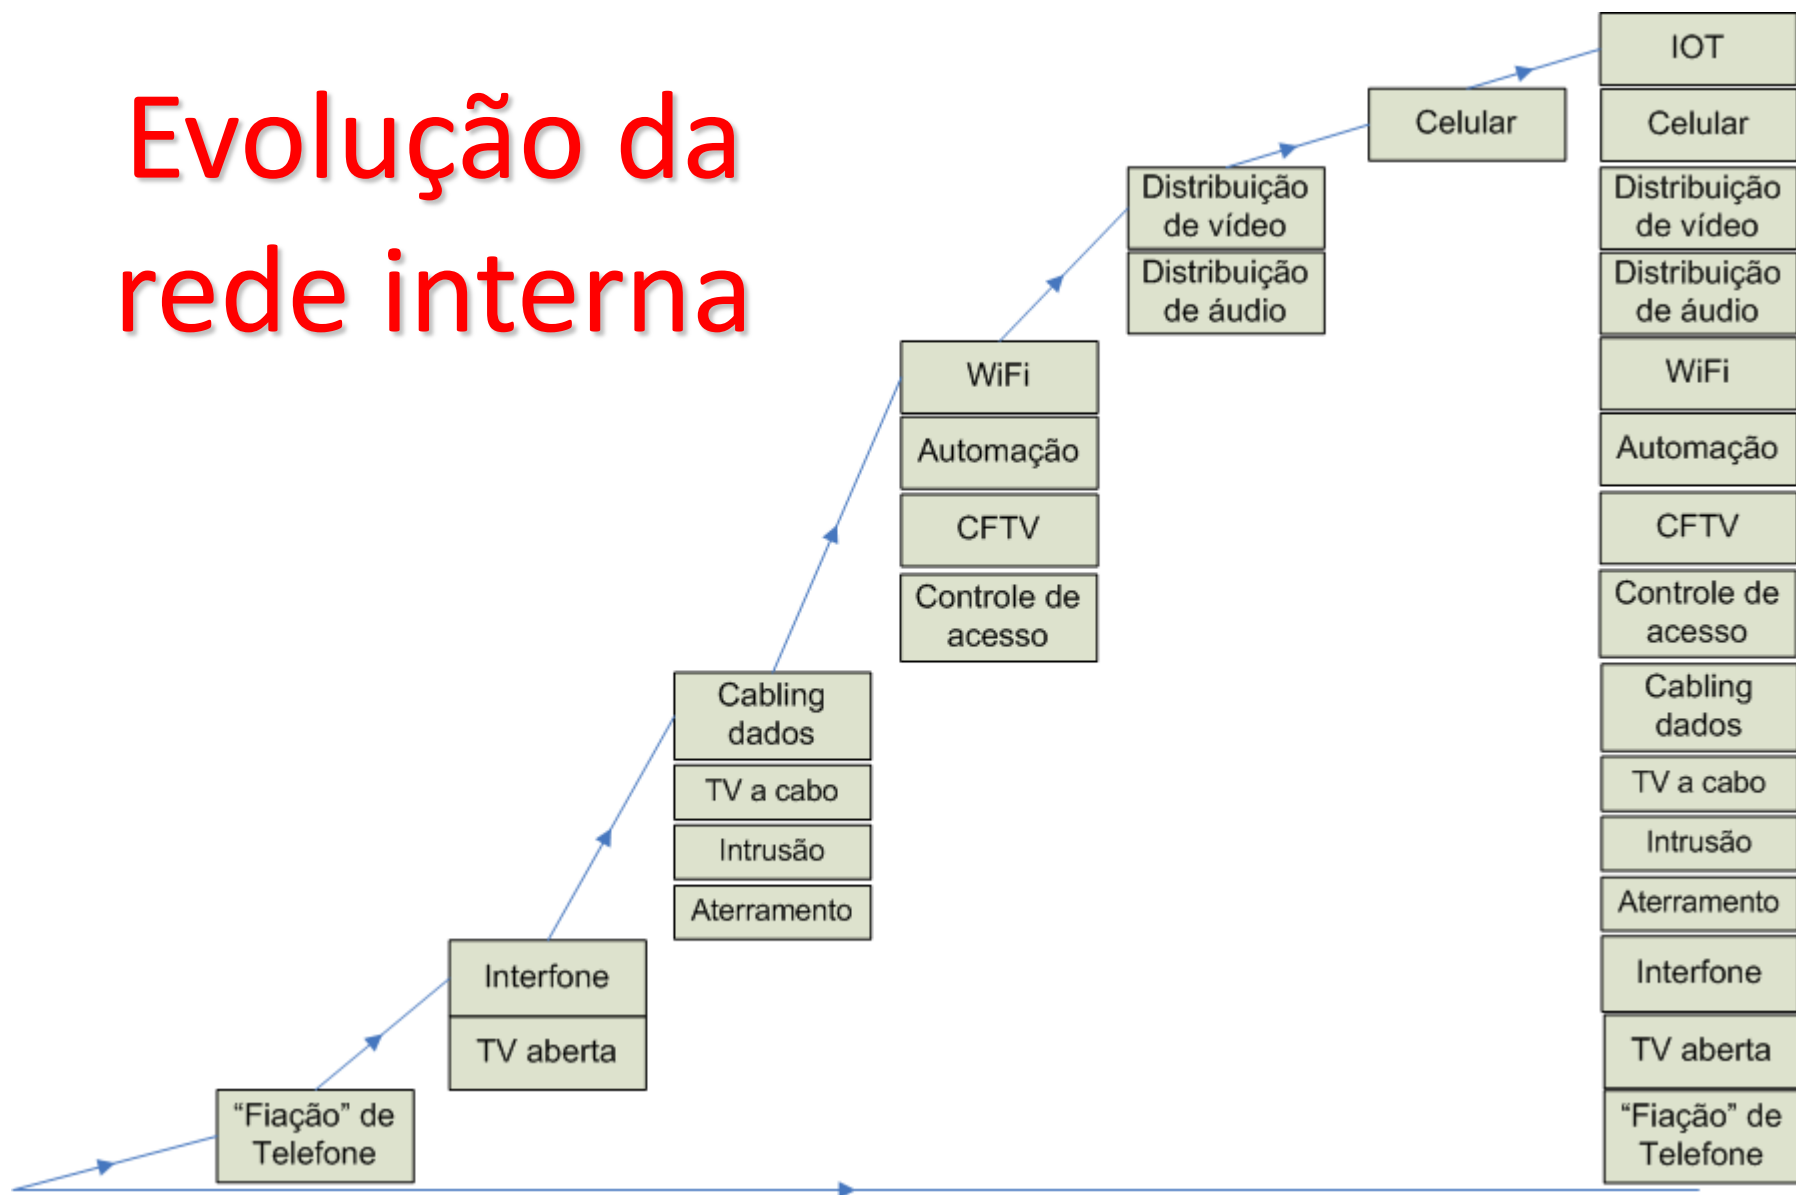 Evolução da
rede interna
"Fiação" de
Telefone
Interfone
TV aberta
Cabling
dados
TV a cabo
Intrusão
Aterramento
WiFi
Automação
CFTV
Controle de
acesso
Distribuição
de vídeo
Distribuição
de áudio
Celular
IOT
Celular
Distribuição
de vídeo
Distribuição
de áudio
WiFi
Automação
CFTV
Controle de
acesso
Cabling
dados
TV a cabo
Intrusão
Aterramento
Interfone
TV aberta
“Fiação” de
Telefone